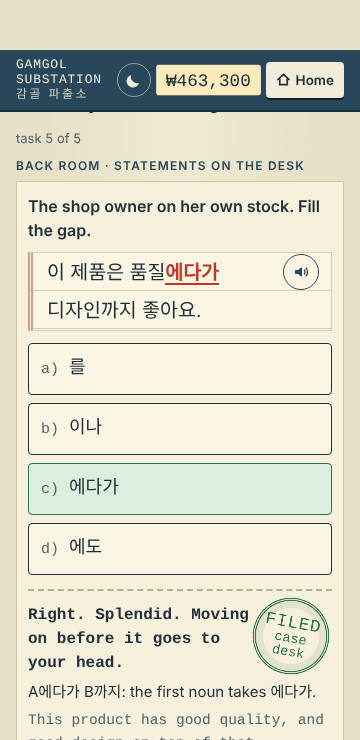 GAMGOL
SUBSTATION
감골 파출소
₩463,300
Home
task 5 of 5
BACK ROOM · STATEMENTS ON THE DESK
The shop owner on her own stock. Fill
the gap.
이 제품은 품질에다가
디자인까지 좋아요.
a) 를
b) 이나
c) 에다가
d) 에도
Right. Splendid. Moving
on before it goes to
your head.
FILED
case
desk
A에다가 B까지: the first noun takes 에다가.
This product has good quality, and